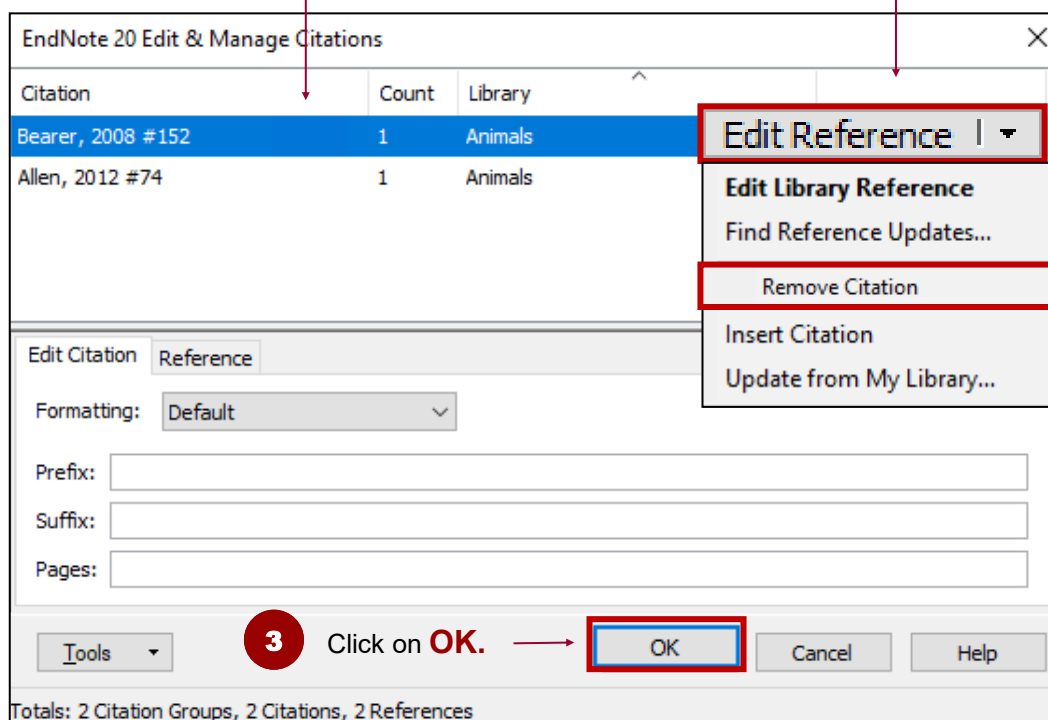 EndNote 20 Edit & Manage Citations
Citation Count Library
Bearer, 2008 #152 1 Animals
Edit Reference
Allen, 2012 #74 1 Animals
Edit Library Reference
Find Reference Updates...
Remove Citation
Insert Citation
Update from My Library...
Edit Citation Reference
Formatting: Default
Prefix:
Suffix:
Pages:
Tools 3 Click on OK. OK Cancel Help
Totals: 2 Citation Groups, 2 Citations, 2 References